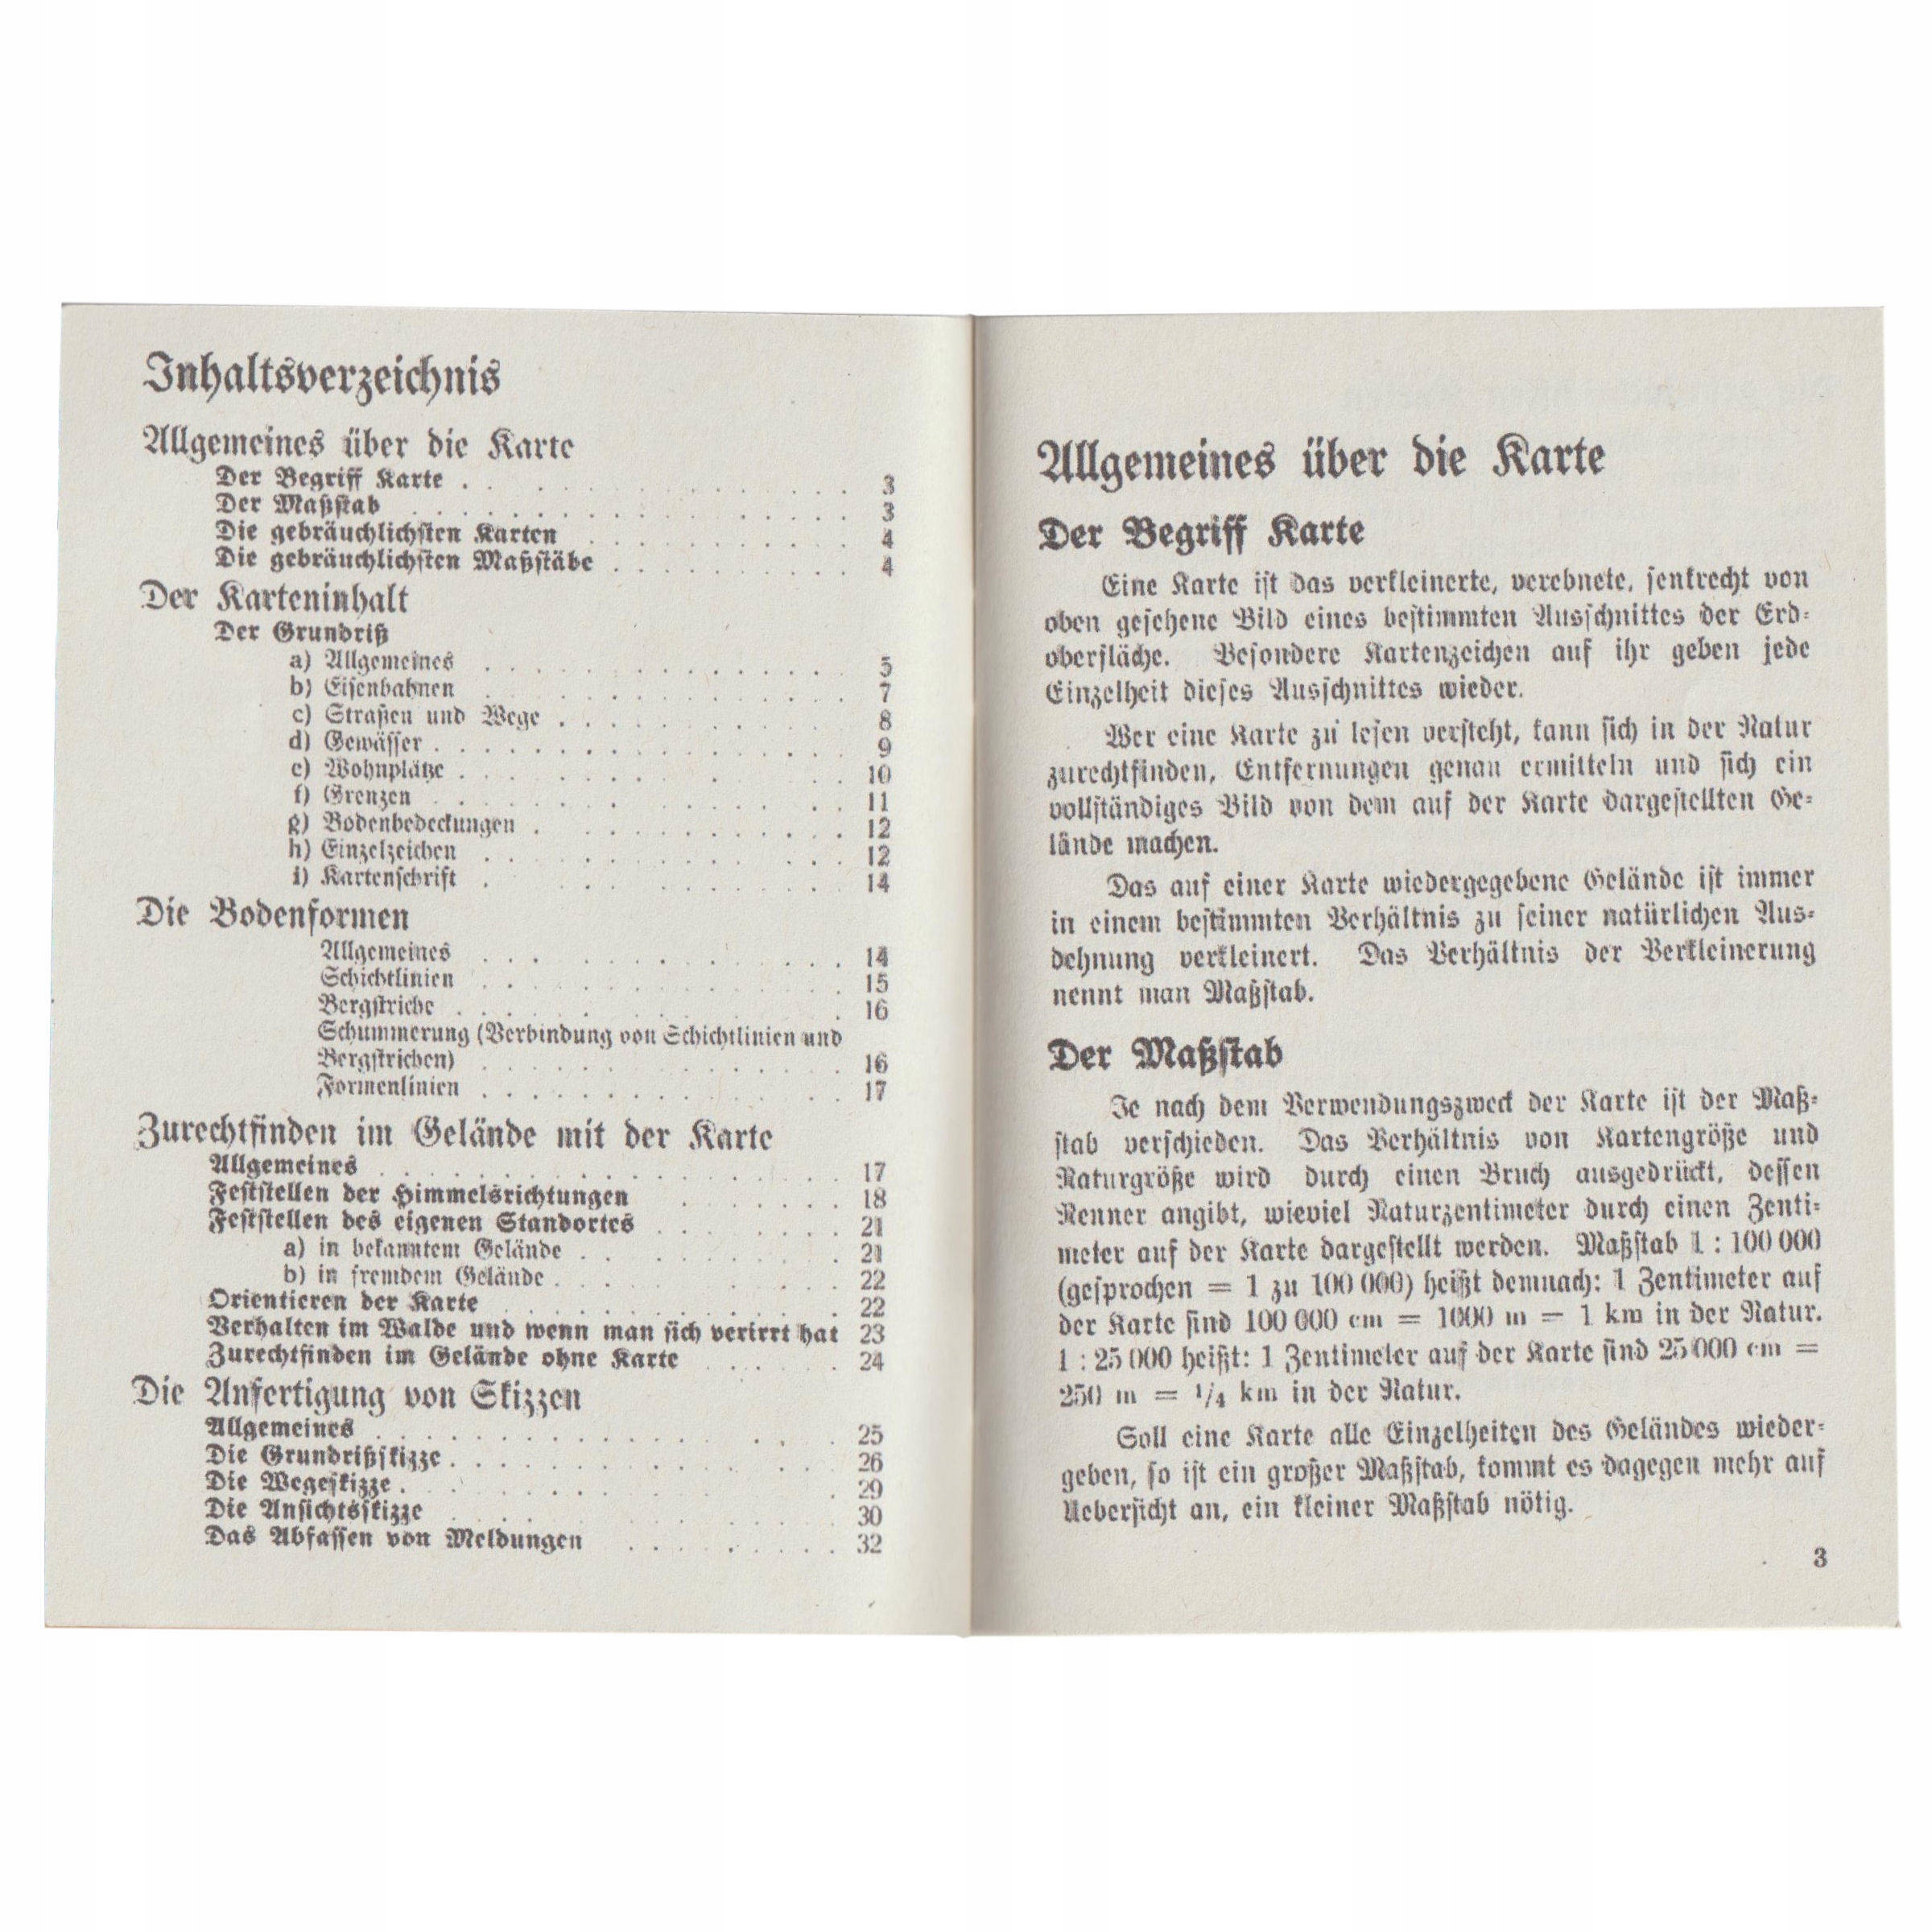 Inhaltsverzeichnis
Allgemeines über die Karte
Der Begriff Karte . . . . . . . . . . . . . . . 3
Der Maßstab . . . . . . . . . . . . . . . . . 3
Die gebräuchlichsten Karten . . . . . . . . . . . 4
Die gebräuchlichsten Maßstäbe . . . . . . . . . . 4
Der Karteninhalt
Der Grundriß
a) Allgemeines . . . . . . . . . . . . . . . 5
b) Eisenbahnen . . . . . . . . . . . . . . . 7
c) Straßen und Wege . . . . . . . . . . . . 8
d) Gewässer . . . . . . . . . . . . . . . . . 9
e) Wohnplätze . . . . . . . . . . . . . . . . 10
f) Grenzen . . . . . . . . . . . . . . . . . 11
g) Bodenbedeckungen . . . . . . . . . . . . . 12
h) Einzelzeichen . . . . . . . . . . . . . . . 12
i) Kartenschrift . . . . . . . . . . . . . . . 14
Die Bodenformen
Allgemeines . . . . . . . . . . . . . . . 14
Schichtlinien . . . . . . . . . . . . . . . 15
Bergstriche . . . . . . . . . . . . . . . . 16
Schummerung (Verbindung von Schichtlinien und
Bergstrichen) . . . . . . . . . . . . . . . 16
Formenlinien . . . . . . . . . . . . . . . 17
Zurechtfinden im Gelände mit der Karte
Allgemeines . . . . . . . . . . . . . . . . . . 17
Feststellen der Himmelsrichtungen . . . . . . . . 18
Feststellen des eigenen Standortes . . . . . . . . 21
a) in bekanntem Gelände . . . . . . . . . . . 21
b) in fremdem Gelände . . . . . . . . . . . . 22
Orientieren der Karte . . . . . . . . . . . . . . 22
Verhalten im Walde und wenn man sich verirrt hat 23
Zurechtfinden im Gelände ohne Karte . . . . . . 24
Die Anfertigung von Skizzen
Allgemeines . . . . . . . . . . . . . . . . . . 25
Die Grundrißskizze . . . . . . . . . . . . . . . 26
Die Wegeskizze . . . . . . . . . . . . . . . . . 29
Die Ansichtsskizze . . . . . . . . . . . . . . . 30
Das Abfassen von Meldungen . . . . . . . . . 32
Allgemeines über die Karte
Der Begriff Karte
Eine Karte ist das verkleinerte, verebnete, senkrecht von
oben gesehene Bild eines bestimmten Ausschnittes der Erd-
oberfläche. Besondere Kartenzeichen auf ihr geben jede
Einzelheit dieses Ausschnittes wieder.
Wer eine Karte zu lesen versteht, kann sich in der Natur
zurechtfinden, Entfernungen genau ermitteln und sich ein
vollständiges Bild von dem auf der Karte dargestellten Ge-
lände machen.
Das auf einer Karte wiedergegebene Gelände ist immer
in einem bestimmten Verhältnis zu seiner natürlichen Aus-
dehnung verkleinert. Das Verhältnis der Verkleinerung
nennt man Maßstab.
Der Maßstab
Je nach dem Verwendungszweck der Karte ist der Maß-
stab verschieden. Das Verhältnis von Kartengröße und
Naturgröße wird durch einen Bruch ausgedrückt, dessen
Nenner angibt, wieviel Naturzentimeter durch einen Zenti-
meter auf der Karte dargestellt werden. Maßstab 1 : 100 000
(gesprochen = 1 zu 100 000) heißt demnach: 1 Zentimeter auf
der Karte sind 100 000 cm = 1000 m = 1 km in der Natur.
1 : 25 000 heißt: 1 Zentimeter auf der Karte sind 25 000 cm =
250 m = 1/4 km in der Natur.
Soll eine Karte alle Einzelheiten des Geländes wieder-
geben, so ist ein großer Maßstab, kommt es dagegen mehr auf
Uebersicht an, ein kleiner Maßstab nötig.
3